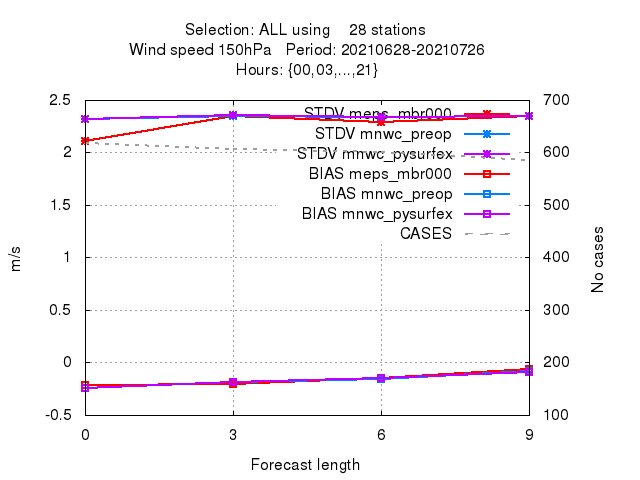 Selection: ALL using 28 stations
Wind speed 150hPa Period: 20210628-20210726
Hours: {00,03,...,21}
2.5
2
1.5
1
0.5
0
-0.5
700
600
500
400
300
200
100
0
3
6
9
m/s
No cases
Forecast length
STDV meps_mbr000
STDV mnwc_preop
STDV mnwc_pysurfex
BIAS meps_mbr000
BIAS mnwc_preop
BIAS mnwc_pysurfex
CASES